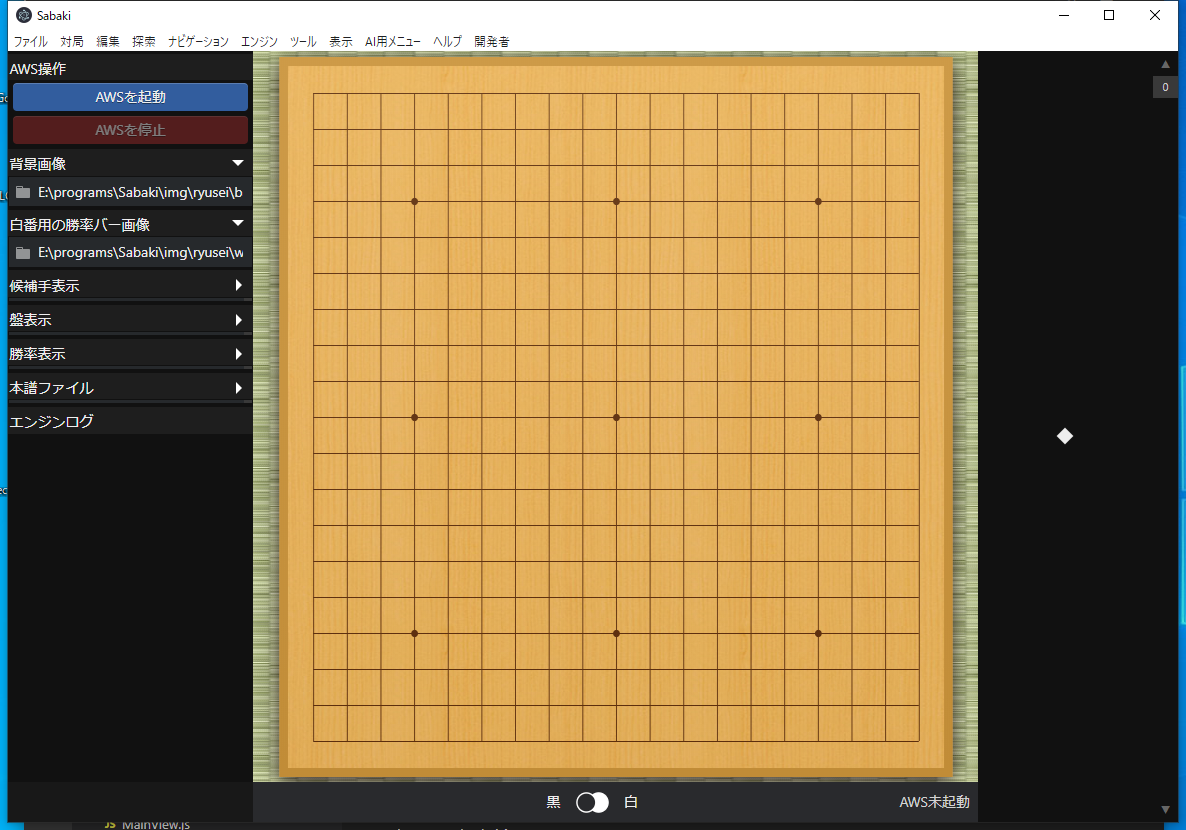 Sabaki
ファイル 対局 編集 探索 ナビゲーション エンジン ツール 表示 AI用メニュー ヘルプ 開発者
AWS操作
AWSを起動
AWSを停止
背景画像
E:\programs\Sabaki\img\ryusei\b
白番用の勝率バー画像
E:\programs\Sabaki\img\ryusei\w
候補手表示
盤表示
勝率表示
本譜ファイル
エンジンログ
0
黒 白
AWS未起動
JS MainView.js